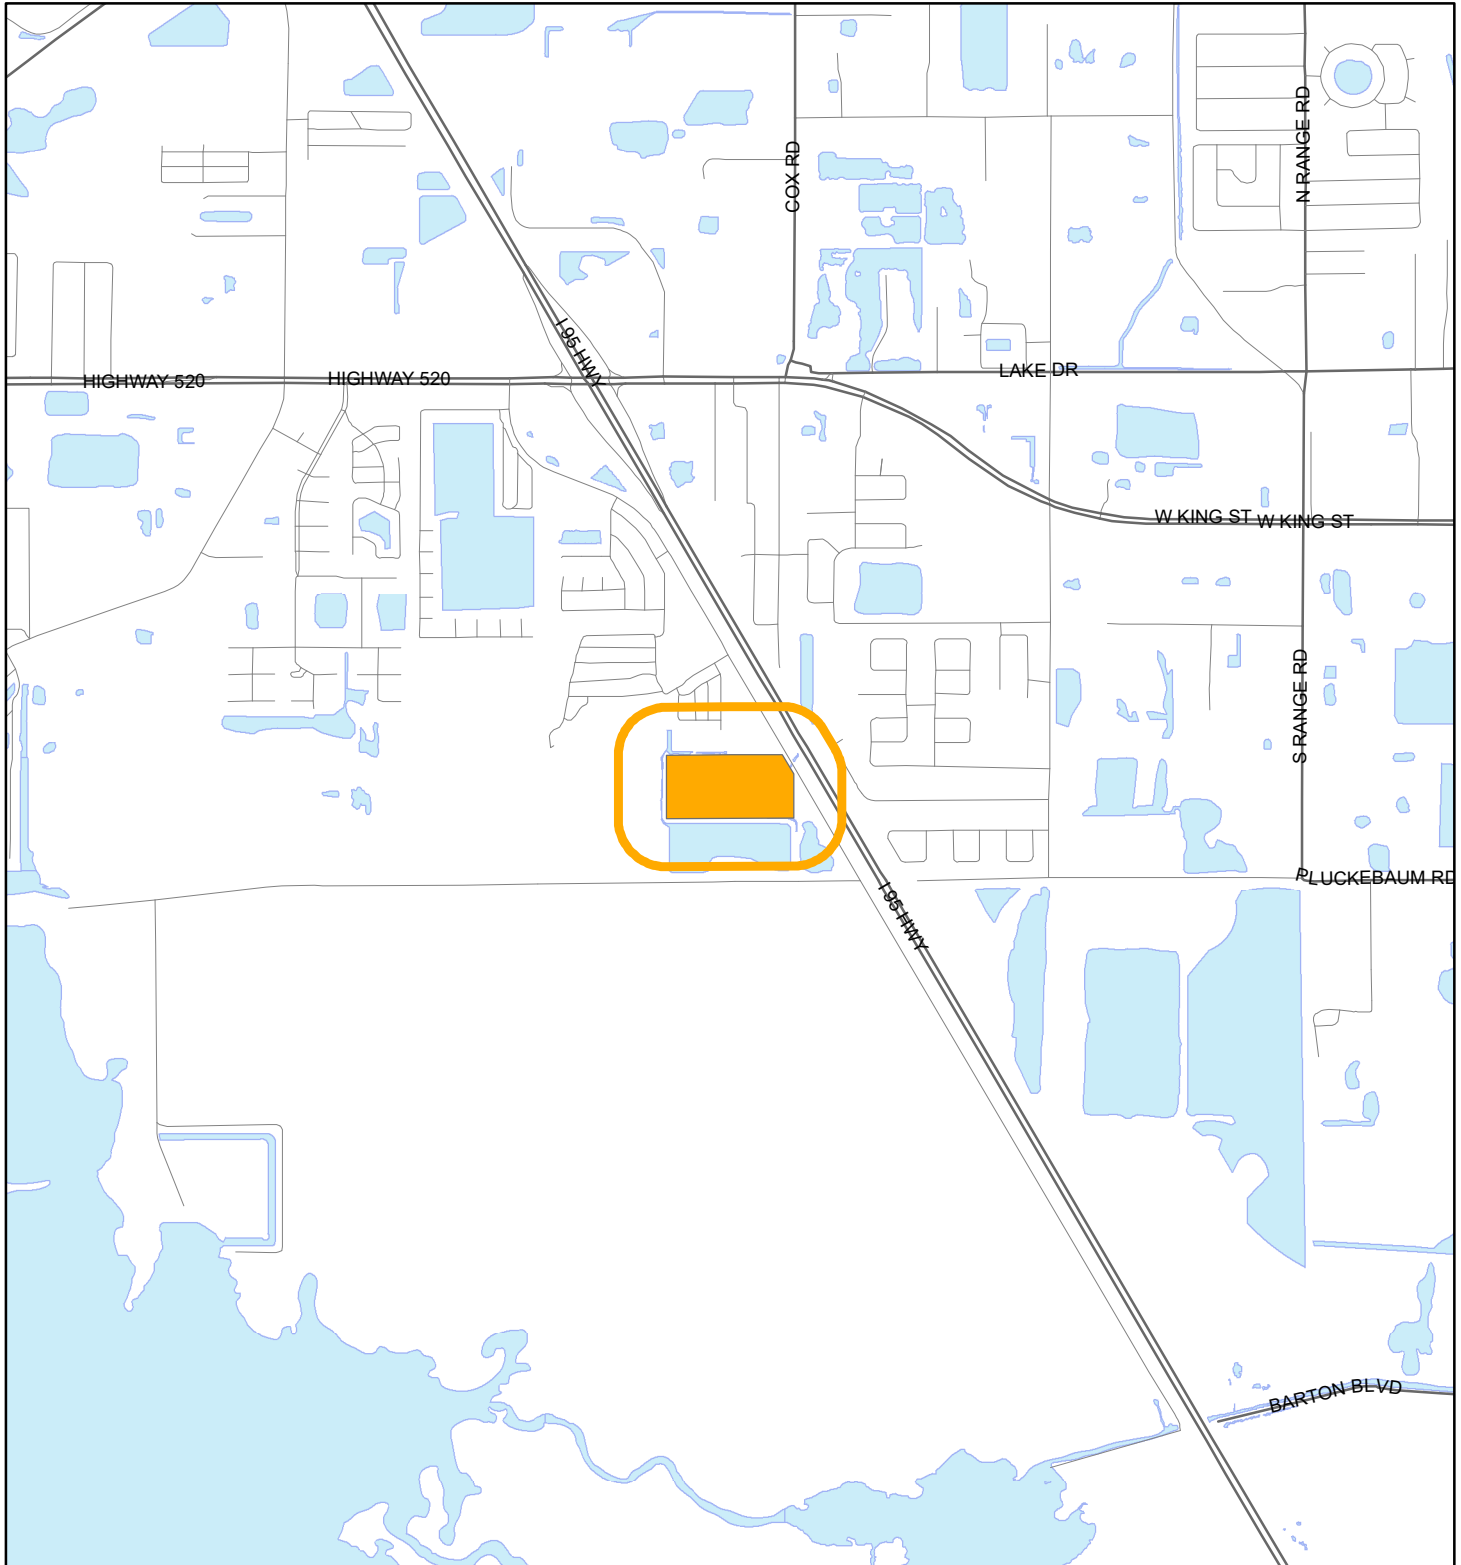 N RANGE RD
COX RD
I 95 HWY
LAKE DR
HIGHWAY 520
HIGHWAY 520
W KING ST
W KING ST
S RANGE RD
PLUCKEBAUM RD
I 95 HWY
BARTON BLVD